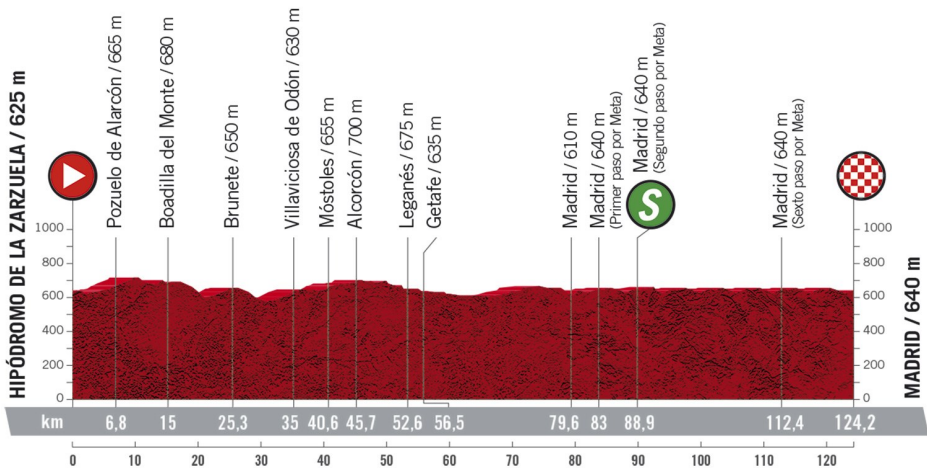 HIPÓDROMO DE LA ZARZUELA / 625 m
Pozuelo de Alarcón / 665 m
Boadilla del Monte / 680 m
Brunete / 650 m
Villaviciosa de Odón / 630 m
Móstoles / 655 m
Alcorcón / 700 m
Leganés / 675 m
Getafe / 635 m
Madrid / 610 m
Madrid / 640 m
(Primer paso por Meta)
Madrid / 640 m
(Segundo paso por Meta)
S
Madrid / 640 m
(Sexto paso por Meta)
MADRID / 640 m
1000
800
600
400
200
0
1000
800
600
400
200
0
km 6,8 15 25,3 35 40,6 45,7 52,6 56,5 79,6 83 88,9 112,4 124,2
0 10 20 30 40 50 60 70 80 90 100 110 120